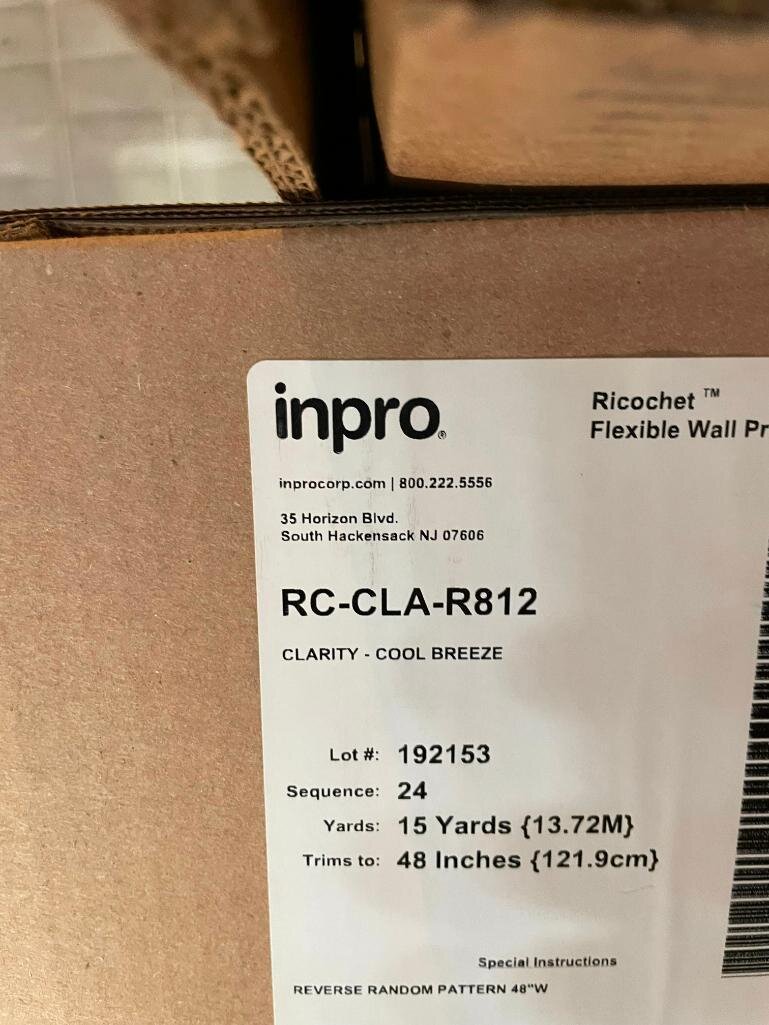 inpro®
Ricochet ™
Flexible Wall
inprocorp.com | 800.222.5556
35 Horizon Blvd.
South Hackensack NJ 07606
RC-CLA-R812
CLARITY - COOL BREEZE
Lot #: 192153
Sequence: 24
Yards: 15 Yards {13.72M}
Trims to: 48 Inches {121.9cm}
Special Instructions
REVERSE RANDOM PATTERN 48"W